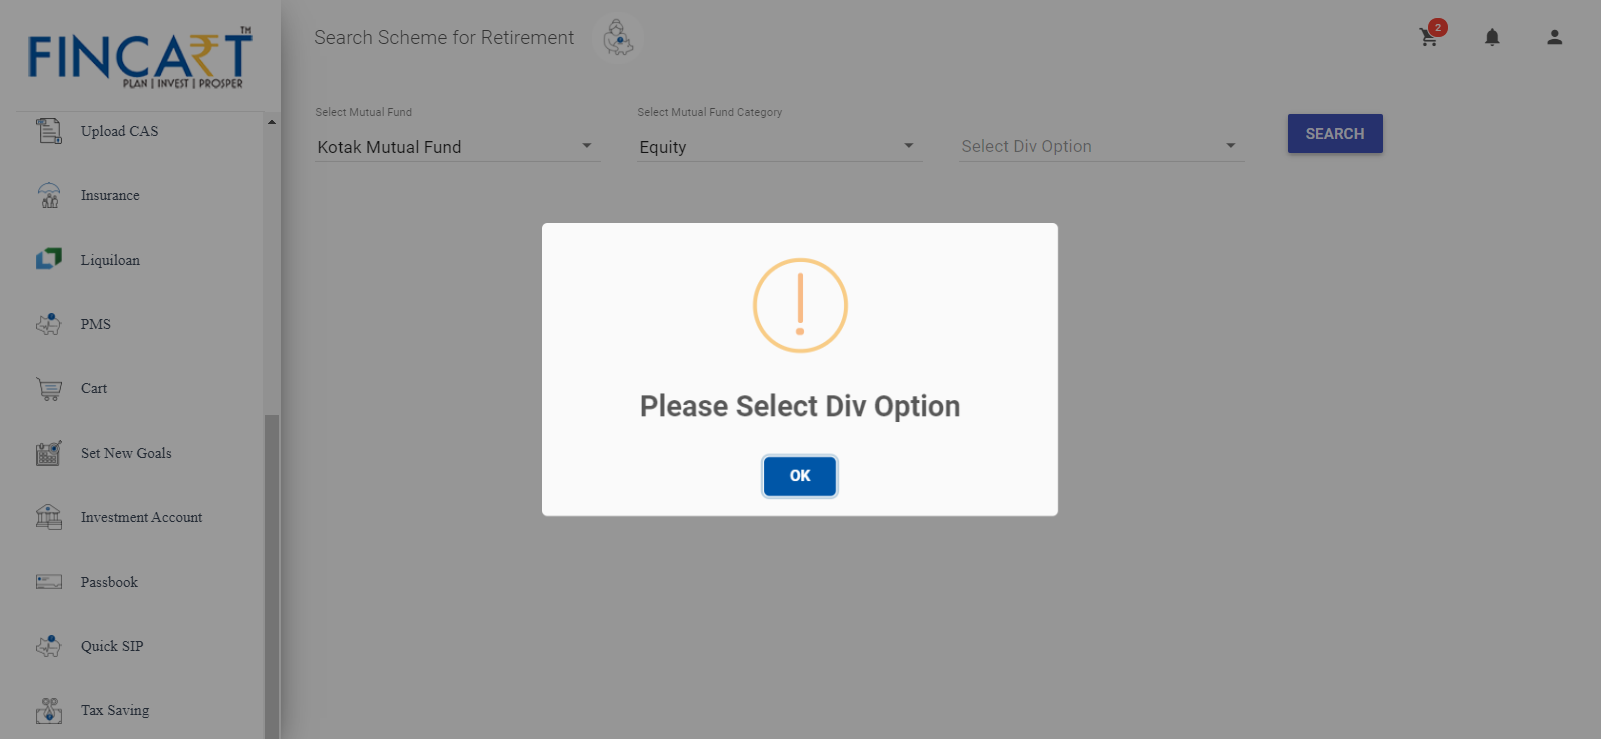 FINCART
TM
PLAN | INVEST | PROSPER
Upload CAS
Insurance
Liquiloan
PMS
Cart
Set New Goals
Investment Account
Passbook
Quick SIP
Tax Saving
Search Scheme for Retirement
2
Select Mutual Fund
Kotak Mutual Fund
Select Mutual Fund Category
Equity
Select Div Option
SEARCH
Please Select Div Option
OK